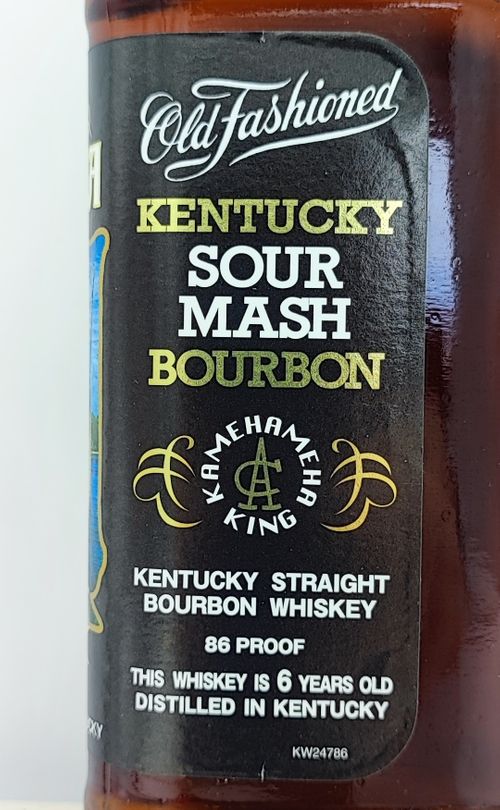 Old Fashioned
KENTUCKY
SOUR
MASH
BOURBON
KAMEHAMEHA
AC
KING
KENTUCKY STRAIGHT
BOURBON WHISKEY
86 PROOF
THIS WHISKEY IS 6 YEARS OLD
DISTILLED IN KENTUCKY
KW24786